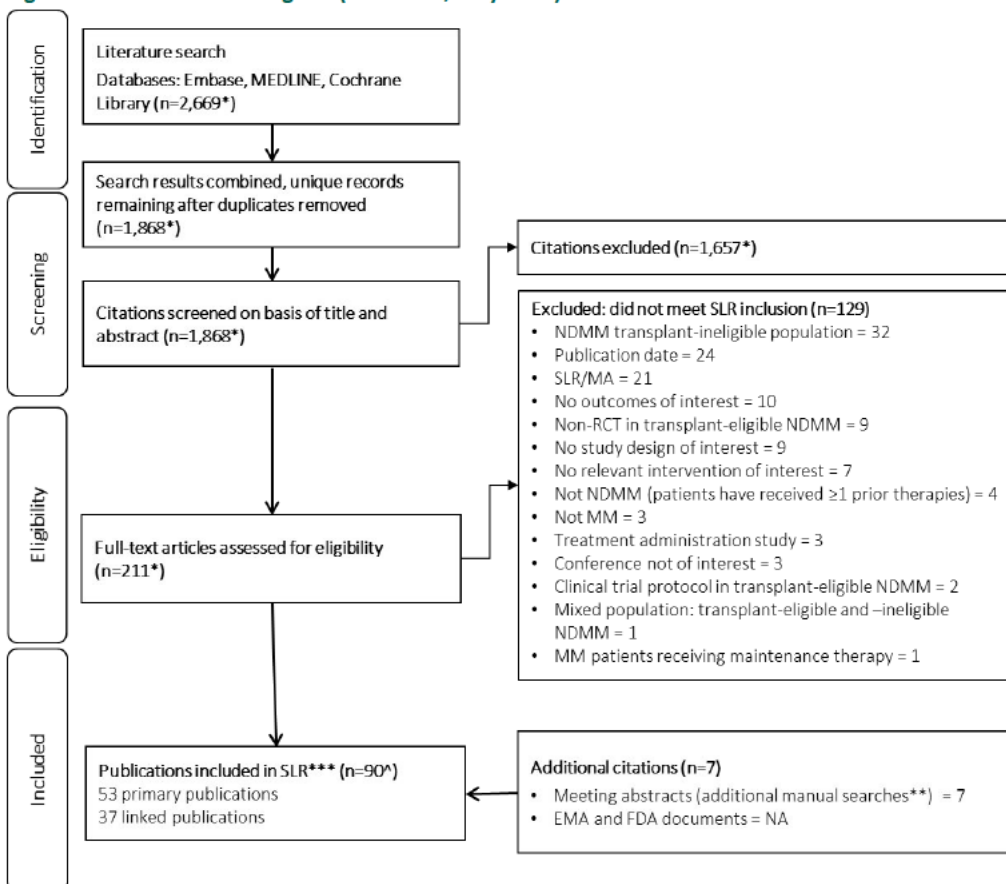 Identification
Literature search
Databases: Embase, MEDLINE, Cochrane
Library (n=2,669*)
Screening
Search results combined, unique records
remaining after duplicates removed
(n=1,868*)
Citations screened on basis of title and
abstract (n=1,868*)
Citations excluded (n=1,657*)
Eligibility
Full-text articles assessed for eligibility
(n=211*)
Excluded: did not meet SLR inclusion (n=129)
• NDMM transplant-ineligible population = 32
• Publication date = 24
• SLR/MA = 21
• No outcomes of interest = 10
• Non-RCT in transplant-eligible NDMM = 9
• No study design of interest = 9
• No relevant intervention of interest = 7
• Not NDMM (patients have received ≥1 prior therapies) = 4
• Not MM = 3
• Treatment administration study = 3
• Conference not of interest = 3
• Clinical trial protocol in transplant-eligible NDMM = 2
• Mixed population: transplant-eligible and –ineligible
NDMM = 1
• MM patients receiving maintenance therapy = 1
Included
Publications included in SLR*** (n=90^)
53 primary publications
37 linked publications
Additional citations (n=7)
• Meeting abstracts (additional manual searches**) = 7
• EMA and FDA documents = NA